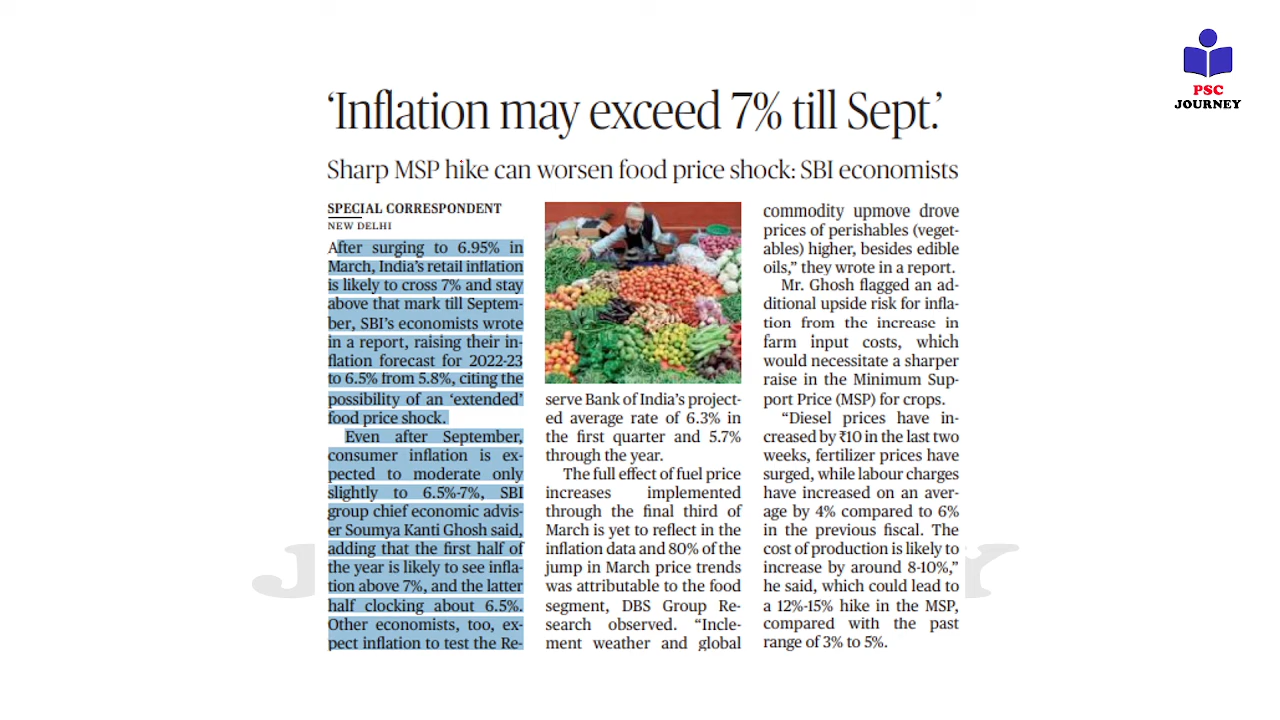 PSC
JOURNEY
‘Inflation may exceed 7% till Sept.’
Sharp MSP hike can worsen food price shock: SBI economists
SPECIAL CORRESPONDENT
NEW DELHI
After surging to 6.95% in
March, India’s retail inflation
is likely to cross 7% and stay
above that mark till Septem-
ber, SBI’s economists wrote
in a report, raising their in-
flation forecast for 2022-23
to 6.5% from 5.8%, citing the
possibility of an ‘extended’
food price shock.
Even after September,
consumer inflation is ex-
pected to moderate only
slightly to 6.5%-7%, SBI
group chief economic advis-
er Soumya Kanti Ghosh said,
adding that the first half of
the year is likely to see infla-
tion above 7%, and the latter
half clocking about 6.5%.
Other economists, too, ex-
pect inflation to test the Re-
serve Bank of India’s project-
ed average rate of 6.3% in
the first quarter and 5.7%
through the year.
The full effect of fuel price
increases implemented
through the final third of
March is yet to reflect in the
inflation data and 80% of the
jump in March price trends
was attributable to the food
segment, DBS Group Re-
search observed. “Incle-
ment weather and global
commodity upmove drove
prices of perishables (veget-
ables) higher, besides edible
oils,” they wrote in a report.
Mr. Ghosh flagged an ad-
ditional upside risk for infla-
tion from the increase in
farm input costs, which
would necessitate a sharper
raise in the Minimum Sup-
port Price (MSP) for crops.
“Diesel prices have in-
creased by ₹10 in the last two
weeks, fertilizer prices have
surged, while labour charges
have increased on an aver-
age by 4% compared to 6%
in the previous fiscal. The
cost of production is likely to
increase by around 8-10%,”
he said, which could lead to
a 12%-15% hike in the MSP,
compared with the past
range of 3% to 5%.